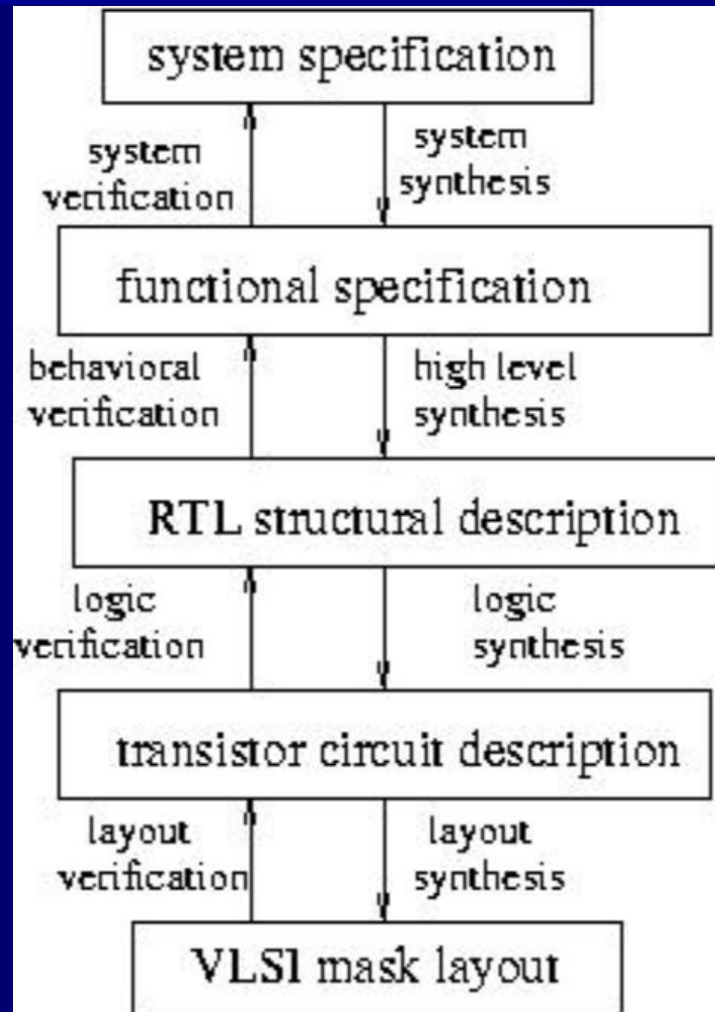 system specification
system
verification
system
synthesis
functional specification
behavioral
verification
high level
synthesis
RTL structural description
logic
verification
logic
synthesis
transistor circuit description
layout
verification
layout
synthesis
VLSI mask layout